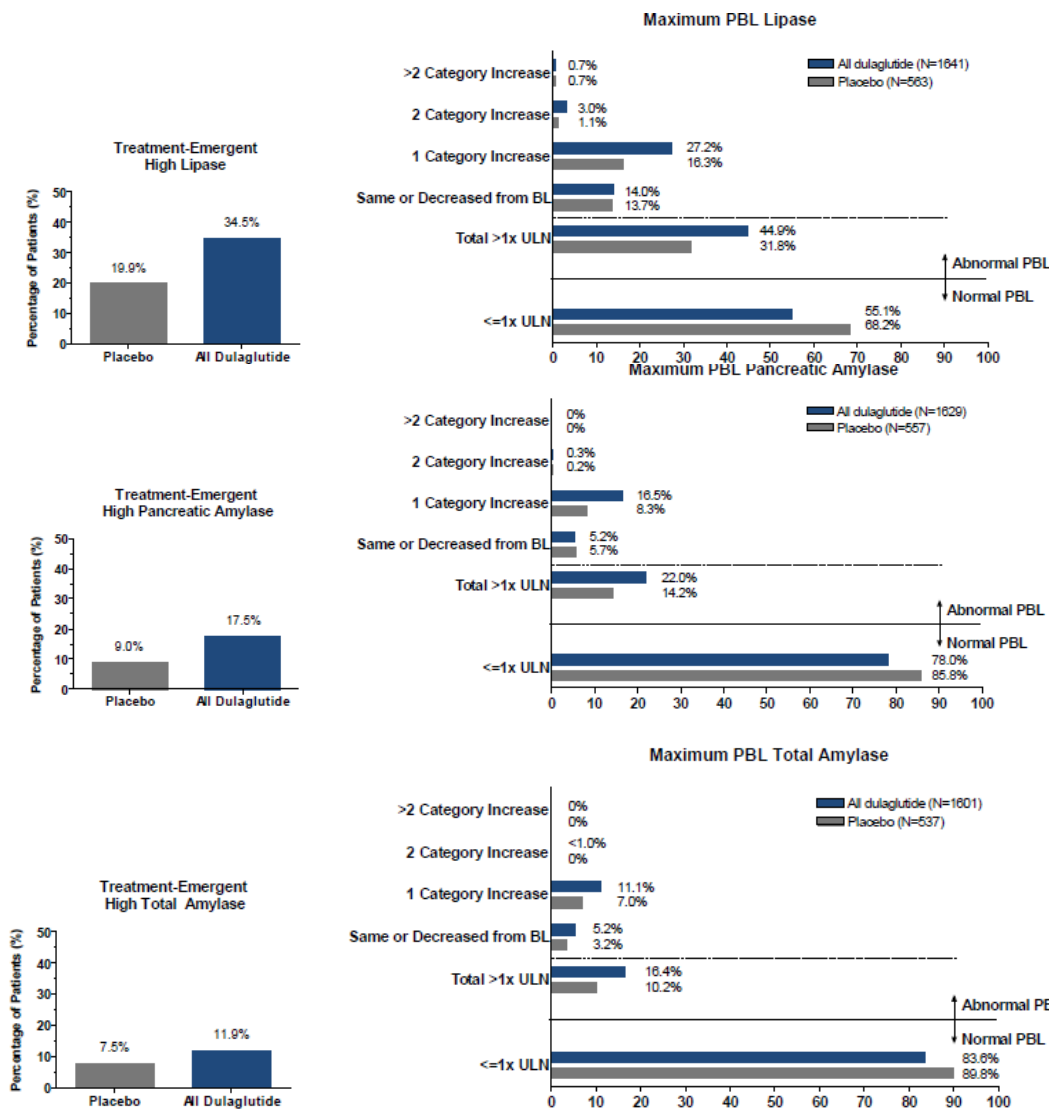 Maximum PBL Lipase
All dulaglutide (N=1641)
Placebo (N=563)
>2 Category Increase
0.7%
0.7%
2 Category Increase
3.0%
1.1%
1 Category Increase
27.2%
16.3%
Same or Decreased from BL
14.0%
13.7%
Total >1x ULN
44.9%
31.8%
Abnormal PBL
Normal PBL
<=1x ULN
55.1%
68.2%
0 10 20 30 40 50 60 70 80 90 100
Treatment-Emergent
High Lipase
Percentage of Patients (%)
50
40
30
20
10
0
19.9%
34.5%
Placebo All Dulaglutide
Maximum PBL Pancreatic Amylase
All dulaglutide (N=1629)
Placebo (N=557)
>2 Category Increase
0%
0%
2 Category Increase
0.3%
0.2%
1 Category Increase
16.5%
8.3%
Same or Decreased from BL
5.2%
5.7%
Total >1x ULN
22.0%
14.2%
Abnormal PBL
Normal PBL
<=1x ULN
78.0%
85.8%
0 10 20 30 40 50 60 70 80 90 100
Treatment-Emergent
High Pancreatic Amylase
Percentage of Patients (%)
50
40
30
20
10
0
9.0%
17.5%
Placebo All Dulaglutide
Maximum PBL Total Amylase
All dulaglutide (N=1601)
Placebo (N=537)
>2 Category Increase
0%
0%
2 Category Increase
<1.0%
0%
1 Category Increase
11.1%
7.0%
Same or Decreased from BL
5.2%
3.2%
Total >1x ULN
16.4%
10.2%
Abnormal PB
Normal PBL
<=1x ULN
83.6%
89.8%
0 10 20 30 40 50 60 70 80 90 100
Treatment-Emergent
High Total Amylase
Percentage of Patients (%)
50
40
30
20
10
0
7.5%
11.9%
Placebo All Dulaglutide